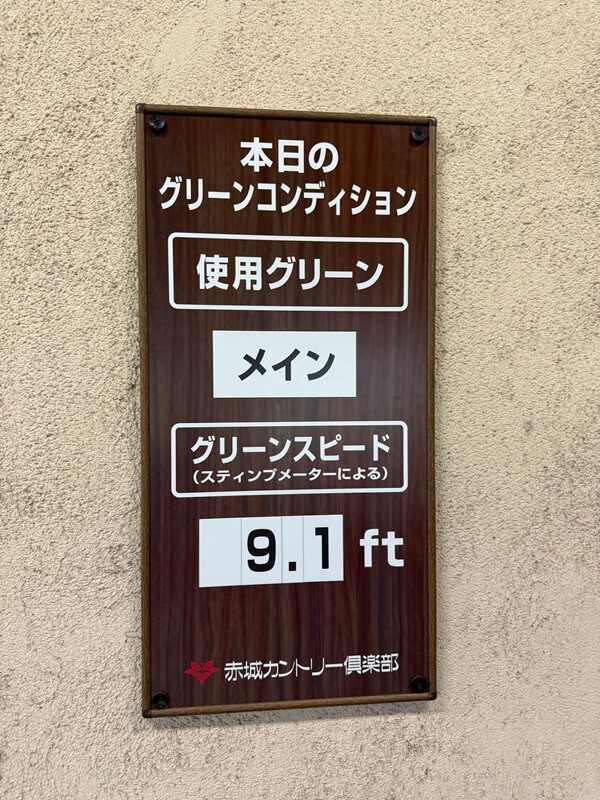 本日の
グリーンコンディション
使用グリーン
メイン
グリーンスピード
(スティンプメーターによる)
9.1 ft
赤城カントリー倶楽部